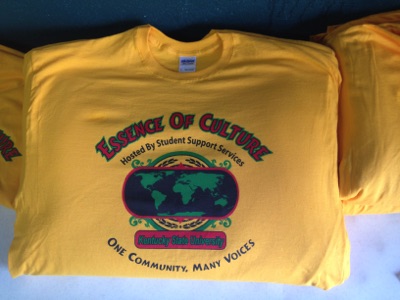 Essence Of Culture
Hosted By Student Support Services
Kentucky State University
One Community, Many Voices